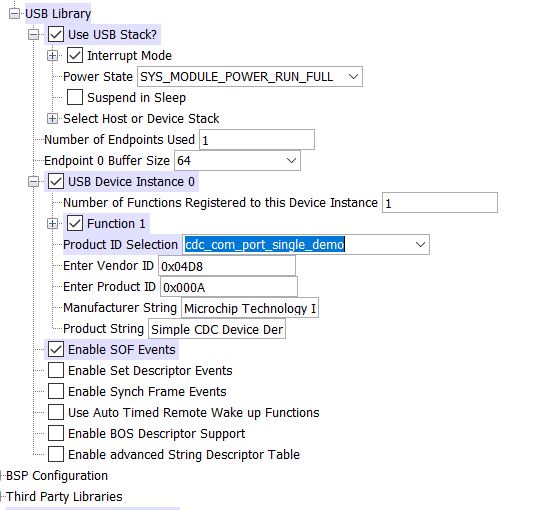 USB Library
Use USB Stack?
Interrupt Mode
Power State SYS_MODULE_POWER_RUN_FULL
Suspend in Sleep
Select Host or Device Stack
Number of Endpoints Used 1
Endpoint 0 Buffer Size 64
USB Device Instance 0
Number of Functions Registered to this Device Instance 1
Function 1
Product ID Selection cdc_com_port_single_demo
Enter Vendor ID 0x04D8
Enter Product ID 0x000A
Manufacturer String Microchip Technology I
Product String Simple CDC Device Der
Enable SOF Events
Enable Set Descriptor Events
Enable Synch Frame Events
Use Auto Timed Remote Wake up Functions
Enable BOS Descriptor Support
Enable advanced String Descriptor Table
BSP Configuration
Third Party Libraries